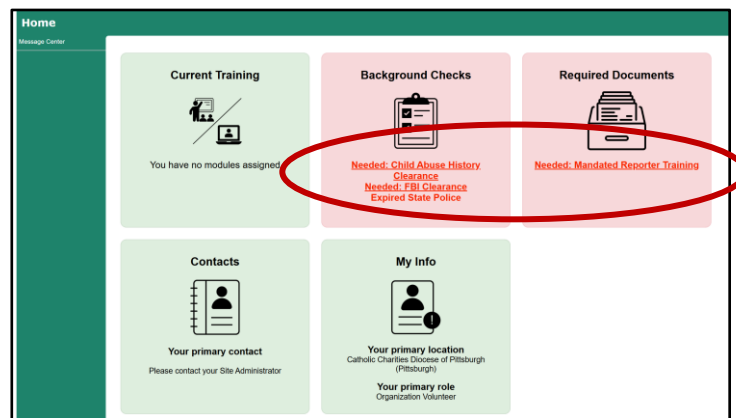 Home
Message Center
Current Training
You have no modules assigned
Background Checks
Needed: Child Abuse History
Clearance
Needed: FBI Clearance
Expired State Police
Required Documents
Needed: Mandated Reporter Training
Contacts
Your primary contact
Please contact your Site Administrator
My Info
Your primary location
Catholic Charities Diocese of Pittsburgh
(Pittsburgh)
Your primary role
Organization Volunteer